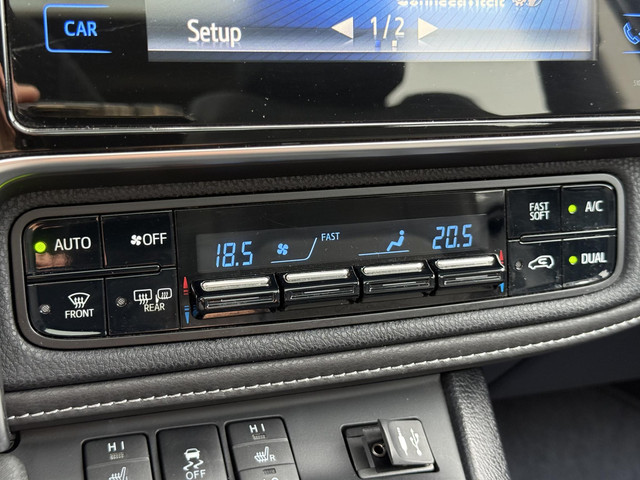 CAR
Setup
1/2
AUTO
OFF
18.5
FAST
20.5
FAST
SOFT
A/C
DUAL
FRONT
REAR
HI
OFF
HI
R